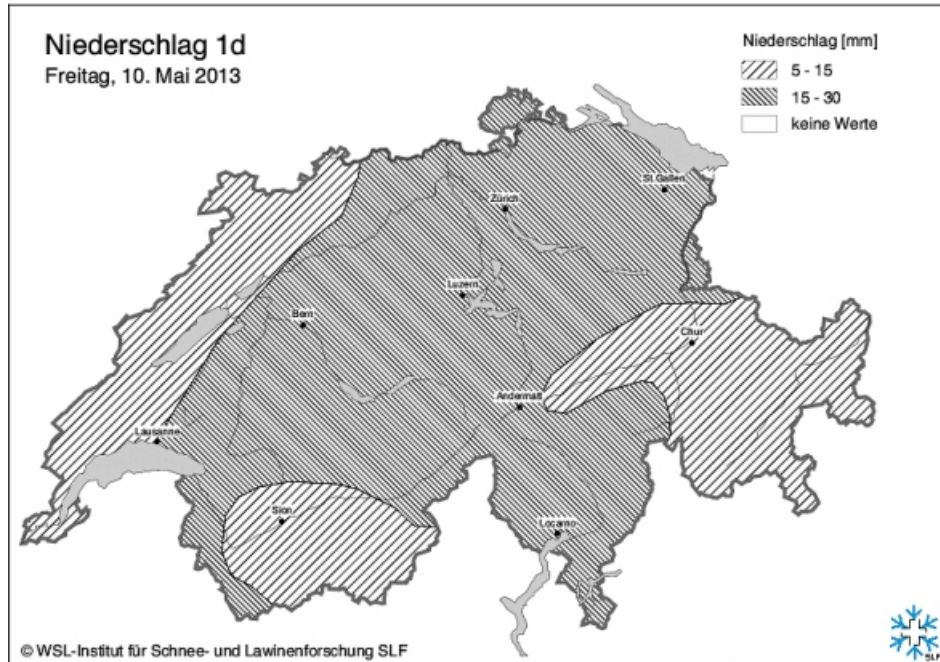 Niederschlag 1d
Freitag, 10. Mai 2013
Niederschlag [mm]
5 - 15
15 - 30
keine Werte
St.Gallen
Zürich
Luzern
Bern
Chur
Andermatt
Lausanne
Sion
Locarno
© WSL-Institut für Schnee- und Lawinenforschung SLF
SLF